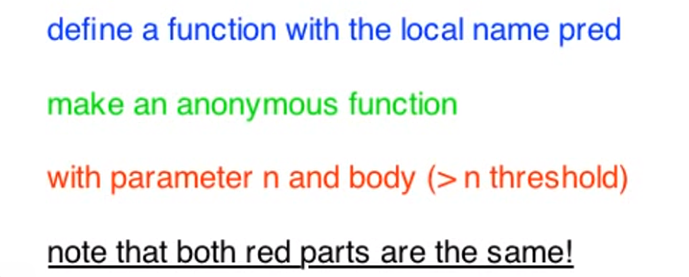 define a function with the local name pred
make an anonymous function
with parameter n and body (> n threshold)
note that both red parts are the same!